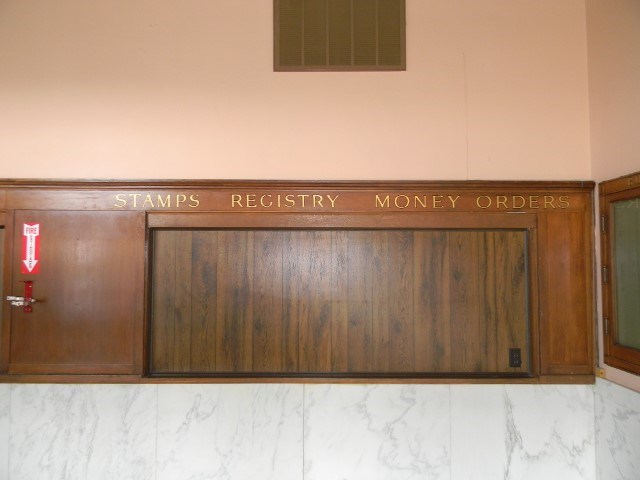 STAMPS REGISTRY MONEY ORDERS
FIRE